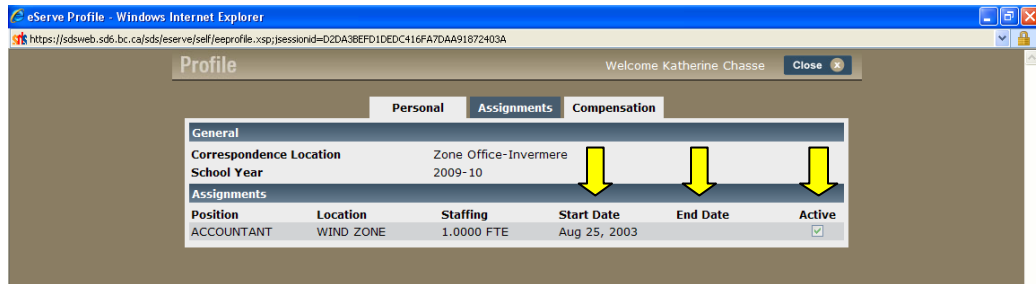 eServe Profile - Windows Internet Explorer
https://sdsweb.sd6.bc.ca/sds/eserve/self/eeprofile.xsp;jsessionid=D2DA3BEFD1DEDC416FA7DAA91872403A
Profile Welcome Katherine Chasse Close
Personal Assignments Compensation
General
Correspondence Location Zone Office-Invermere
School Year 2009-10
Assignments
Position Location Staffing Start Date End Date Active
ACCOUNTANT WIND ZONE 1.0000 FTE Aug 25, 2003